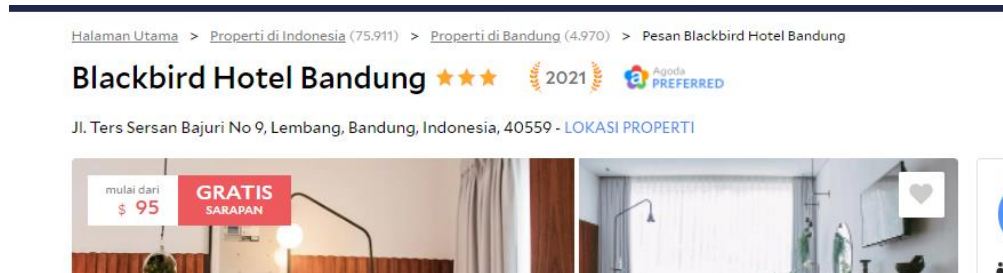 Halaman Utama > Properti di Indonesia (75.911) > Properti di Bandung (4.970) > Pesan Blackbird Hotel Bandung
Blackbird Hotel Bandung 2021 Agoda PREFERRED
Jl. Ters Sersan Bajuri No 9, Lembang, Bandung, Indonesia, 40559 - LOKASI PROPERTI
mulai dari
$ 95
GRATIS
SARAPAN